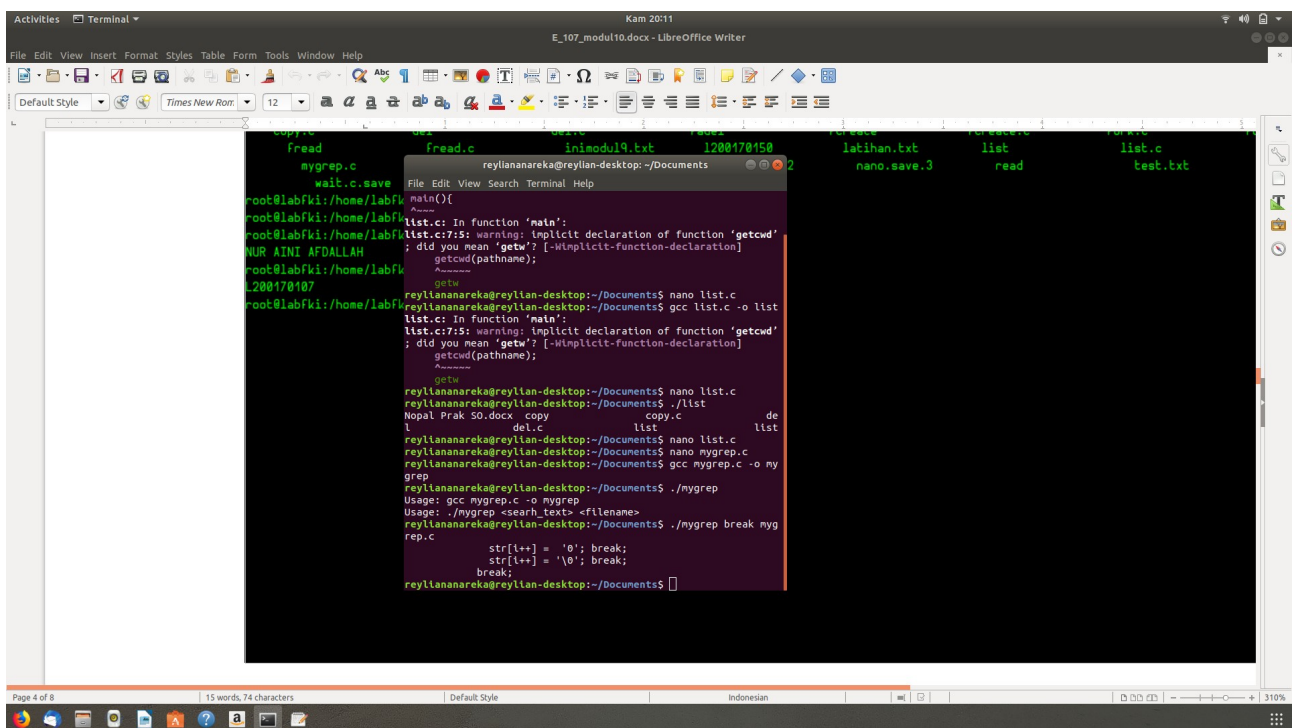 Activities Terminal Kam 20:11
E_107_modul10.docx - LibreOffice Writer
File Edit View Insert Format Styles Table Form Tools Window Help
Default Style Times New Rom 12
copy.c
fread fread.c inimodul9.txt l200170150 latihan.txt list list.c
mygrep.c 2 nano.save.3 read test.txt
wait.c.save
root@labfki:/home/labfk
root@labfki:/home/labfk
root@labfki:/home/labfk
NUR AINI AFDALLAH
root@labfki:/home/labfk
L200170107
root@labfki:/home/labfk
reyliananareka@reylian-desktop: ~/Documents
File Edit View Search Terminal Help
main(){
^~~~
list.c: In function ‘main’:
list.c:7:5: warning: implicit declaration of function ‘getcwd’
; did you mean ‘getw’? [-Wimplicit-function-declaration]
getcwd(pathname);
^~~~~~
getw
reyliananareka@reylian-desktop:~/Documents$ nano list.c
reyliananareka@reylian-desktop:~/Documents$ gcc list.c -o list
list.c: In function ‘main’:
list.c:7:5: warning: implicit declaration of function ‘getcwd’
; did you mean ‘getw’? [-Wimplicit-function-declaration]
getcwd(pathname);
^~~~~~
getw
reyliananareka@reylian-desktop:~/Documents$ nano list.c
reyliananareka@reylian-desktop:~/Documents$ ./list
Nopal Prak SO.docx copy copy.c de
l del.c list list
reyliananareka@reylian-desktop:~/Documents$ nano list.c
reyliananareka@reylian-desktop:~/Documents$ nano mygrep.c
reyliananareka@reylian-desktop:~/Documents$ gcc mygrep.c -o my
grep
reyliananareka@reylian-desktop:~/Documents$ ./mygrep
Usage: gcc mygrep.c -o mygrep
Usage: ./mygrep <searh_text> <filename>
reyliananareka@reylian-desktop:~/Documents$ ./mygrep break myg
rep.c
str[i++] = '0'; break;
str[i++] = '\0'; break;
break;
reyliananareka@reylian-desktop:~/Documents$
Page 4 of 8 15 words, 74 characters Default Style Indonesian 310%